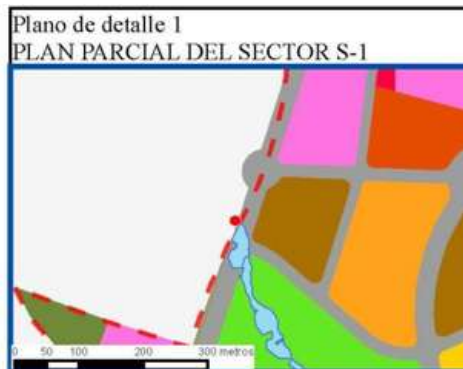 Plano de detalle 1
PLAN PARCIAL DEL SECTOR S-1
0 50 100 200 300 metros